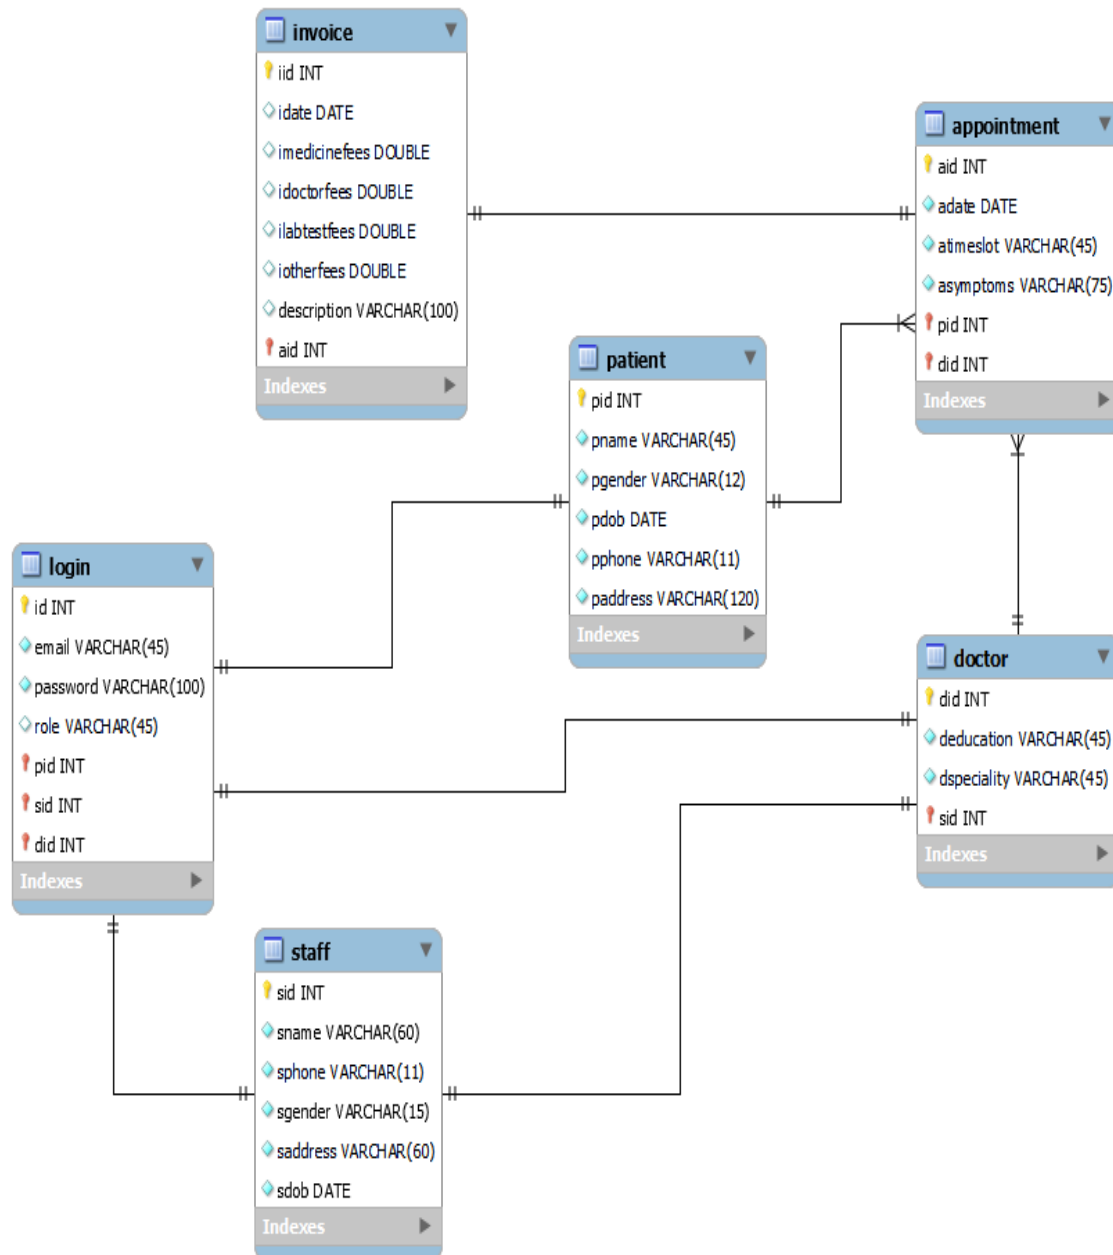 invoice
iid INT
idate DATE
imedicinefees DOUBLE
idoctorfees DOUBLE
ilabtestfees DOUBLE
iotherfees DOUBLE
description VARCHAR(100)
aid INT
Indexes
appointment
aid INT
adate DATE
atimeslot VARCHAR(45)
asymptoms VARCHAR(75)
pid INT
did INT
Indexes
patient
pid INT
pname VARCHAR(45)
pgender VARCHAR(12)
pdob DATE
pphone VARCHAR(11)
paddress VARCHAR(120)
Indexes
login
id INT
email VARCHAR(45)
password VARCHAR(100)
role VARCHAR(45)
pid INT
sid INT
did INT
Indexes
doctor
did INT
deducation VARCHAR(45)
dspeciality VARCHAR(45)
sid INT
Indexes
staff
sid INT
sname VARCHAR(60)
sphone VARCHAR(11)
sgender VARCHAR(15)
saddress VARCHAR(60)
sdob DATE
Indexes